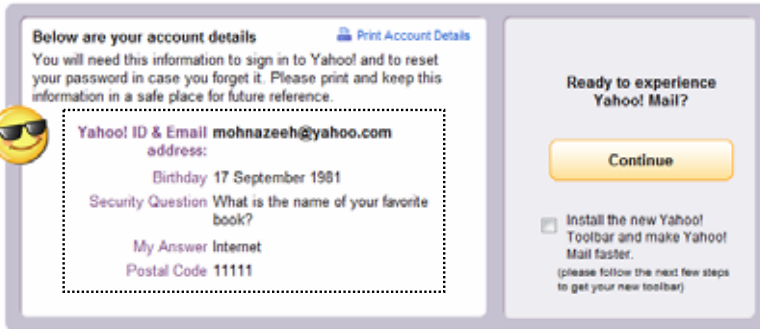 Below are your account details
Print Account Details
You will need this information to sign in to Yahoo! and to reset
your password in case you forget it. Please print and keep this
information in a safe place for future reference.
Yahoo! ID & Email address: mohnazeeh@yahoo.com
Birthday 17 September 1981
Security Question What is the name of your favorite
book?
My Answer Internet
Postal Code 11111
Ready to experience
Yahoo! Mail?
Continue
Install the new Yahoo!
Toolbar and make Yahoo!
Mail faster.
(please follow the next few steps
to get your new toolbar)